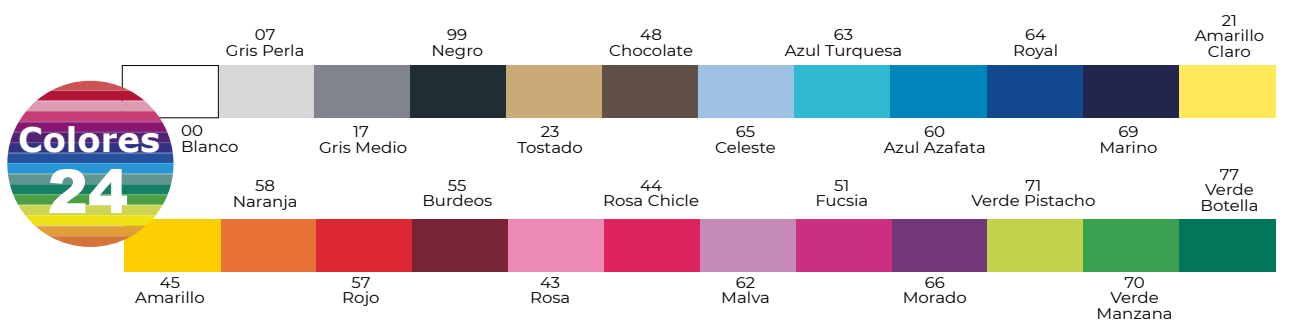 07
Gris Perla
99
Negro
48
Chocolate
63
Azul Turquesa
64
Royal
21
Amarillo
Claro
Colores
24
00
Blanco
17
Gris Medio
23
Tostado
65
Celeste
60
Azul Azafata
69
Marino
58
Naranja
55
Burdeos
44
Rosa Chicle
51
Fucsia
71
Verde Pistacho
77
Verde
Botella
45
Amarillo
57
Rojo
43
Rosa
62
Malva
66
Morado
70
Verde
Manzana